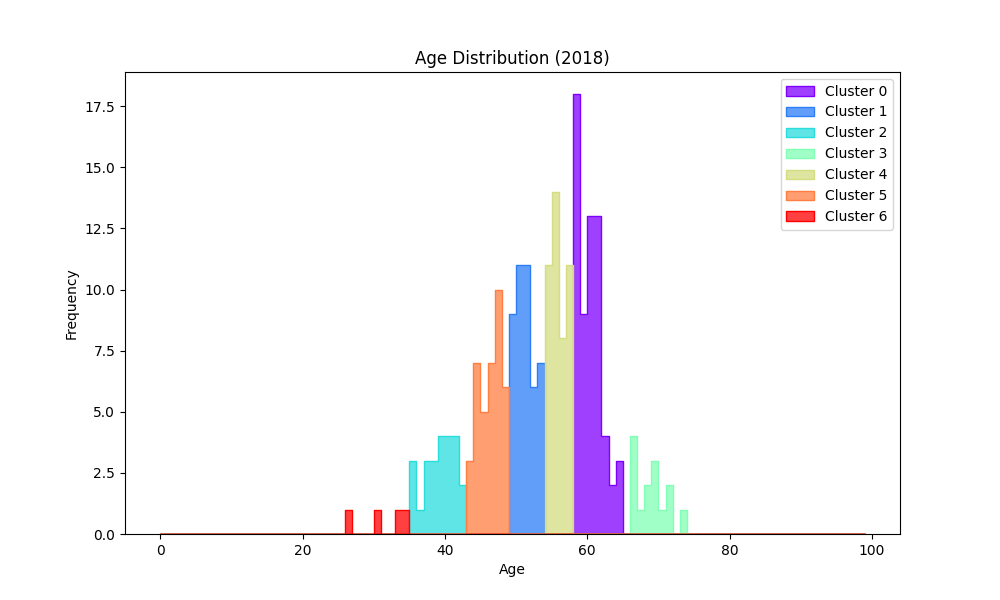 Age Distribution (2018)
Cluster 0
Cluster 1
Cluster 2
Cluster 3
Cluster 4
Cluster 5
Cluster 6
17.5
15.0
12.5
10.0
7.5
5.0
2.5
0.0
Frequency
0 20 40 60 80 100
Age